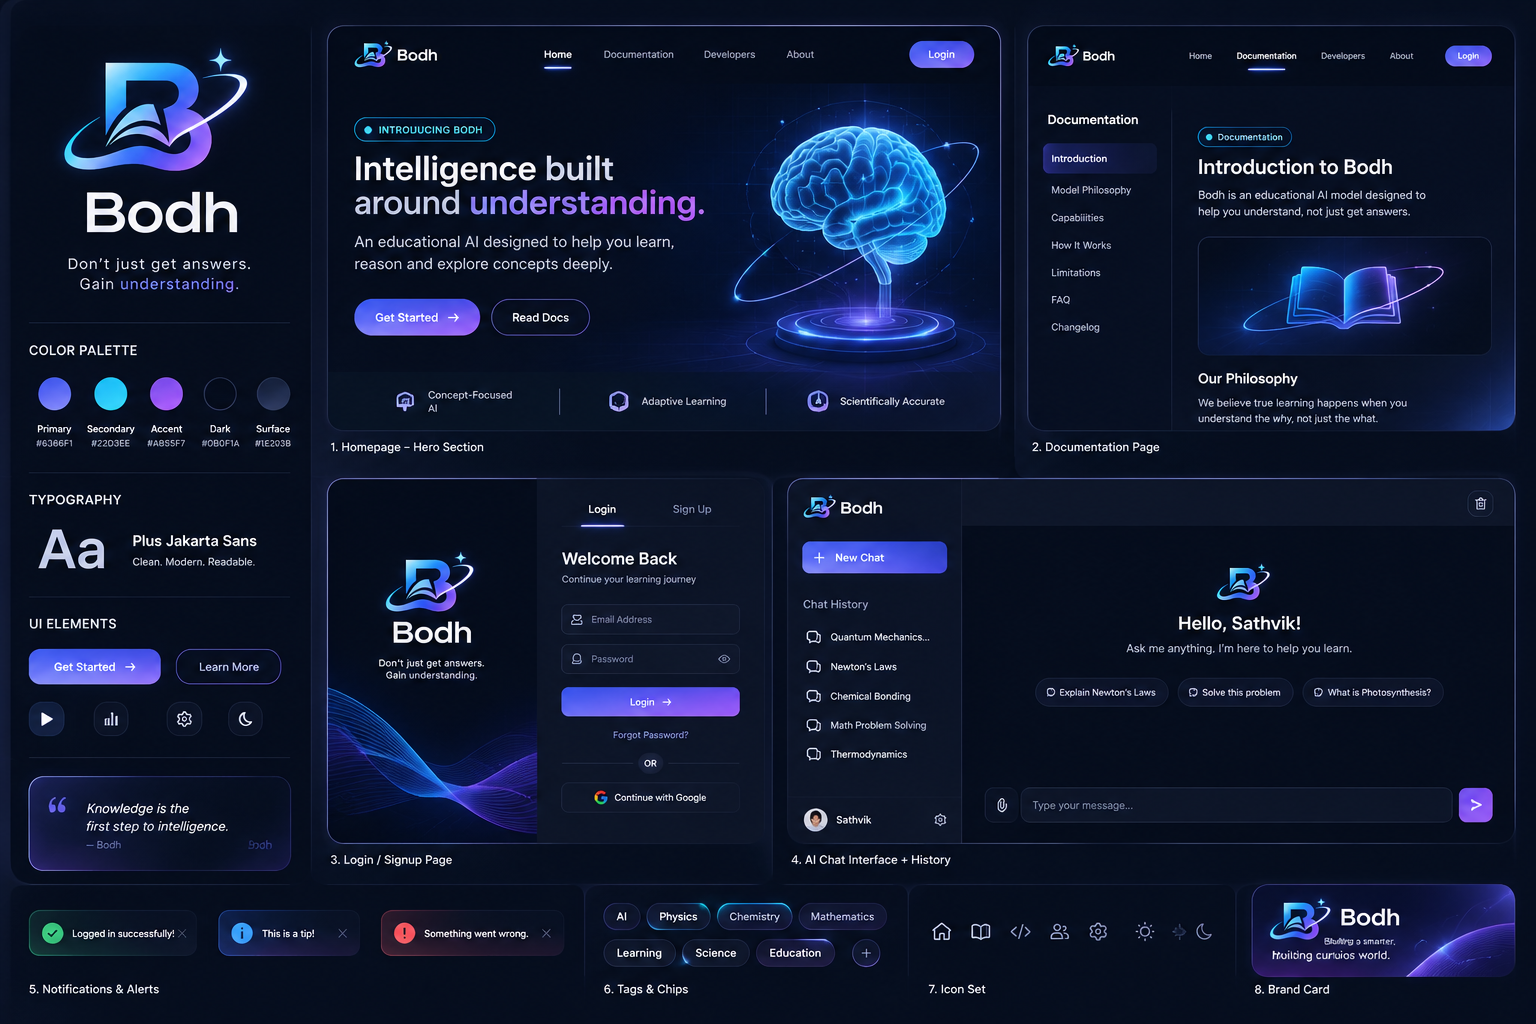 Bodh
Don't just get answers.
Gain understanding.
COLOR PALETTE
Primary
#6366F1
Secondary
#22D3EE
Accent
#A855F7
Dark
#0B0F1A
Surface
#1E203B
TYPOGRAPHY
Aa
Plus Jakarta Sans
Clean. Modern. Readable.
UI ELEMENTS
Get Started →
Learn More
“
Knowledge is the
first step to intelligence.
— Bodh
Bodh
Bodh
Home
Documentation
Developers
About
Login
INTROUUCING BODH
Intelligence built
around understanding.
An educational AI designed to help you learn,
reason and explore concepts deeply.
Get Started →
Read Docs
Concept-Focused
AI
Adaptive Learning
Scientifically Accurate
1. Homepage – Hero Section
Bodh
Home
Documentation
Developers
About
Login
Documentation
Introduction
Model Philosophy
Capabiiities
How It Works
Limitations
FAQ
Changelog
Documentation
Introduction to Bodh
Bodh is an educational AI model designed to
help you understand, not just get answers.
Our Philosophy
We believe true learning happens when you
understand the why, not just the what.
2. Documentation Page
Bodh
Don't just get answers.
Gain understanding.
Login
Sign Up
Welcome Back
Continue your learning journey
Email Address
Password
Login →
Forgot Password?
OR
Continue with Google
3. Login / Signup Page
Bodh
+ New Chat
Chat History
Quantum Mechanics...
Newton's Laws
Chemical Bonding
Math Problem Solving
Thermodynamics
Sathvik
Hello, Sathvik!
Ask me anything. I'm here to help you learn.
Explain Newton's Laws
Solve this problem
What is Photosynthesis?
Type your message...
4. AI Chat Interface + History
Logged in successfully!
This is a tip!
Something went wrong.
5. Notifications & Alerts
AI
Physics
Chemistry
Mathematics
Learning
Science
Education
+
6. Tags & Chips
7. Icon Set
Bodh
a smarter,
world.
8. Brand Card